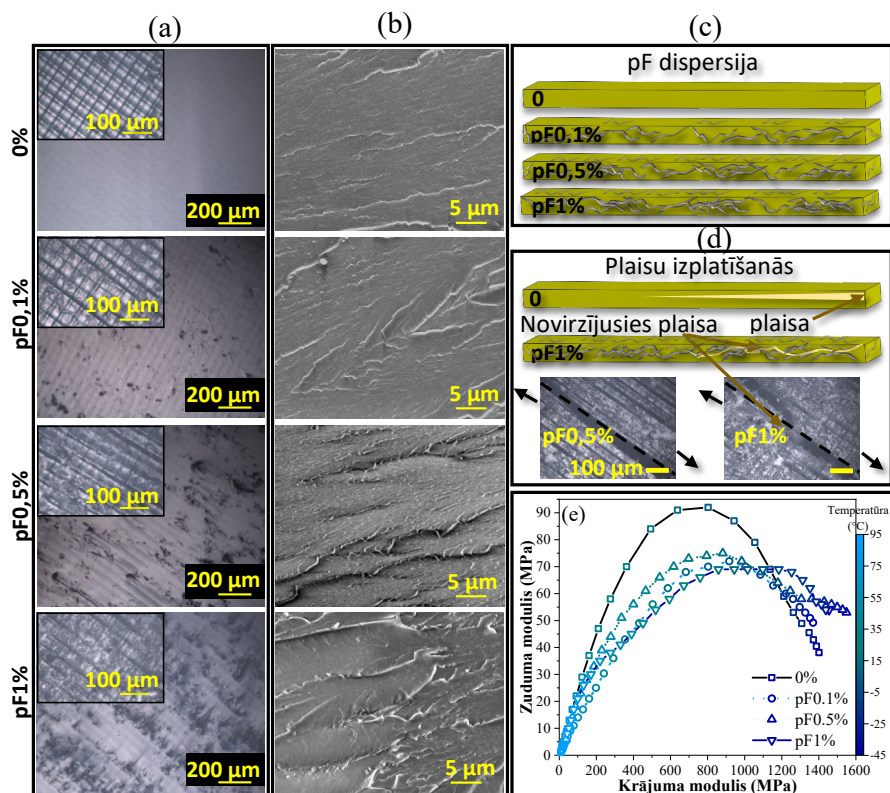 (a)
(b)
(c)
0%
100 µm
200 µm
5 µm
pF0,1%
100 µm
200 µm
5 µm
pF0,5%
100 µm
200 µm
5 µm
pF1%
100 µm
200 µm
5 µm
pF dispersija
0
pF0,1%
pF0,5%
pF1%
(d)
Plaisu izplatīšanās
0
Novirzījusies plaisa
plaisa
pF1%
pF0,5%
100 µm
pF1%
(e)
Zuduma modulis (MPa)
90
80
70
60
50
40
30
20
10
0
0 200 400 600 800 1000 1200 1400 1600
Krājuma modulis (MPa)
0%
pF0.1%
pF0.5%
pF1%
Temperatūra
(°C)
95
75
55
35
15
-5
-25
-45